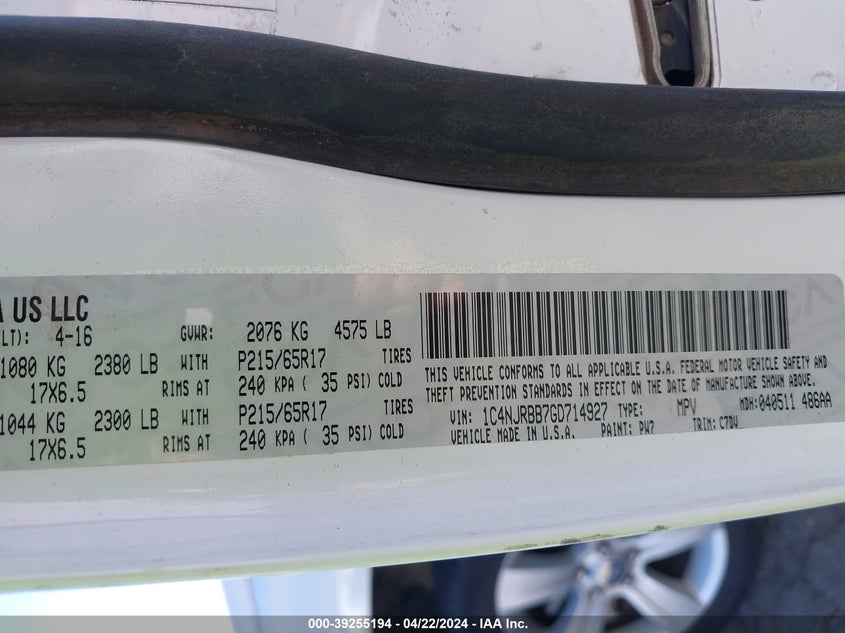 A US LLC
LT): 4-16 GVWR: 2076 KG 4575 LB
1080 KG 2380 LB WITH P215/65R17 TIRES
17X6.5 RIMS AT 240 KPA ( 35 PSI) COLD
1044 KG 2300 LB WITH P215/65R17 TIRES
17X6.5 RIMS AT 240 KPA ( 35 PSI) COLD
THIS VEHICLE CONFORMS TO ALL APPLICABLE U.S.A. FEDERAL MOTOR VEHICLE SAFETY AND
THEFT PREVENTION STANDARDS IN EFFECT ON THE DATE OF MANUFACTURE SHOWN ABOVE.
VIN: 1C4NJRBB7GD714927 TYPE: MPV MDH:040511 486AA
VEHICLE MADE IN U.S.A. PAINT: PW7 TRIM: C7DV
000-39255194 - 04/22/2024 - IAA Inc.